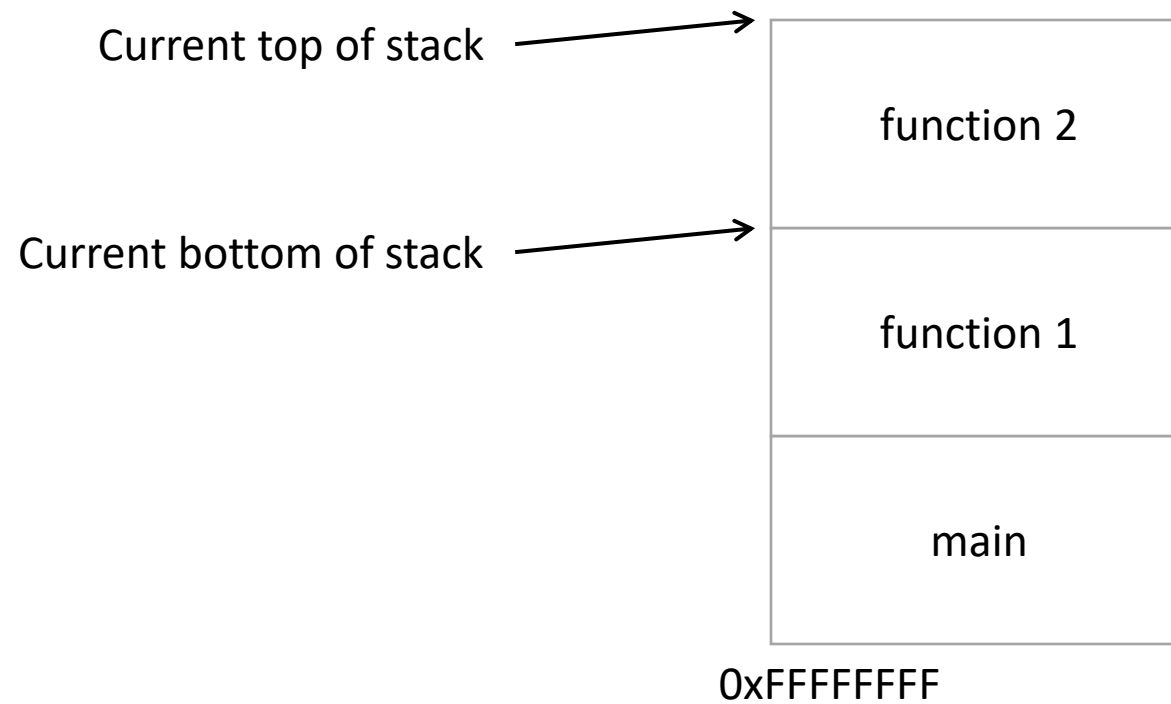 Current top of stack
function 2
Current bottom of stack
function 1
main
0xFFFFFFFF